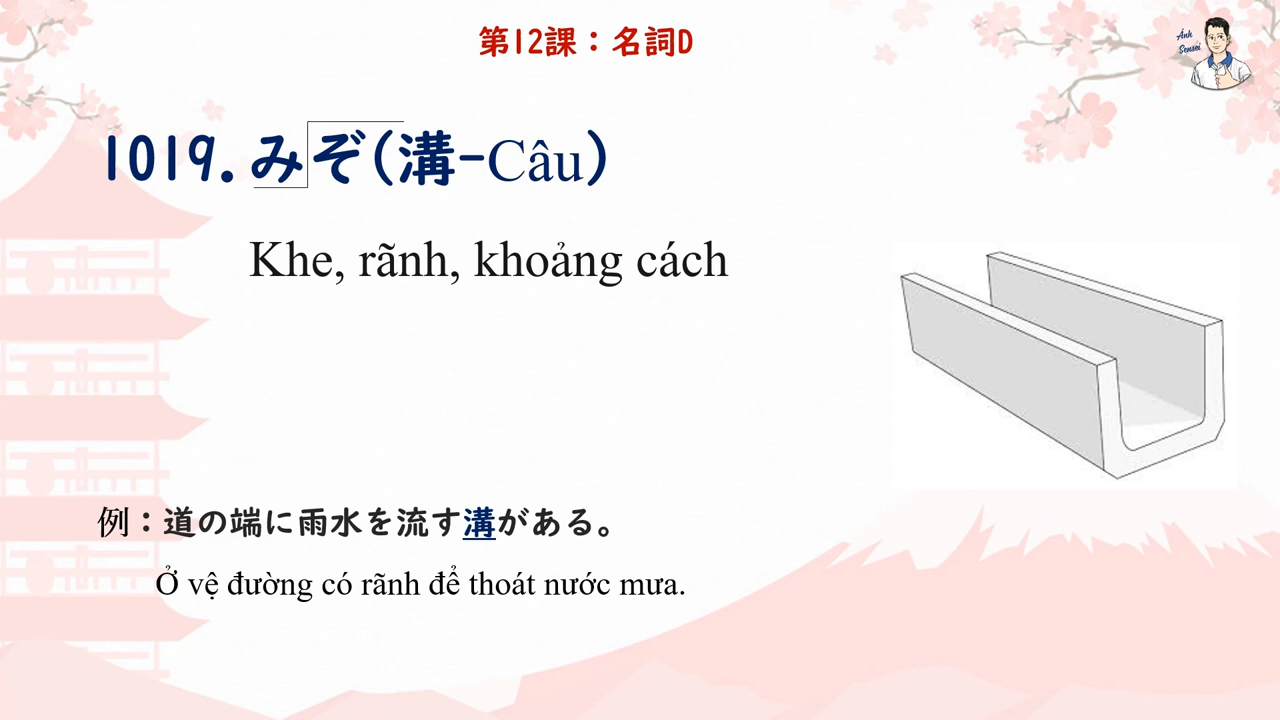 第12課：名詞D
Anh
Sensei
1019.みぞ(溝-Câu)
Khe, rãnh, khoảng cách
例：道の端に雨水を流す溝がある。
Ở vệ đường có rãnh để thoát nước mưa.